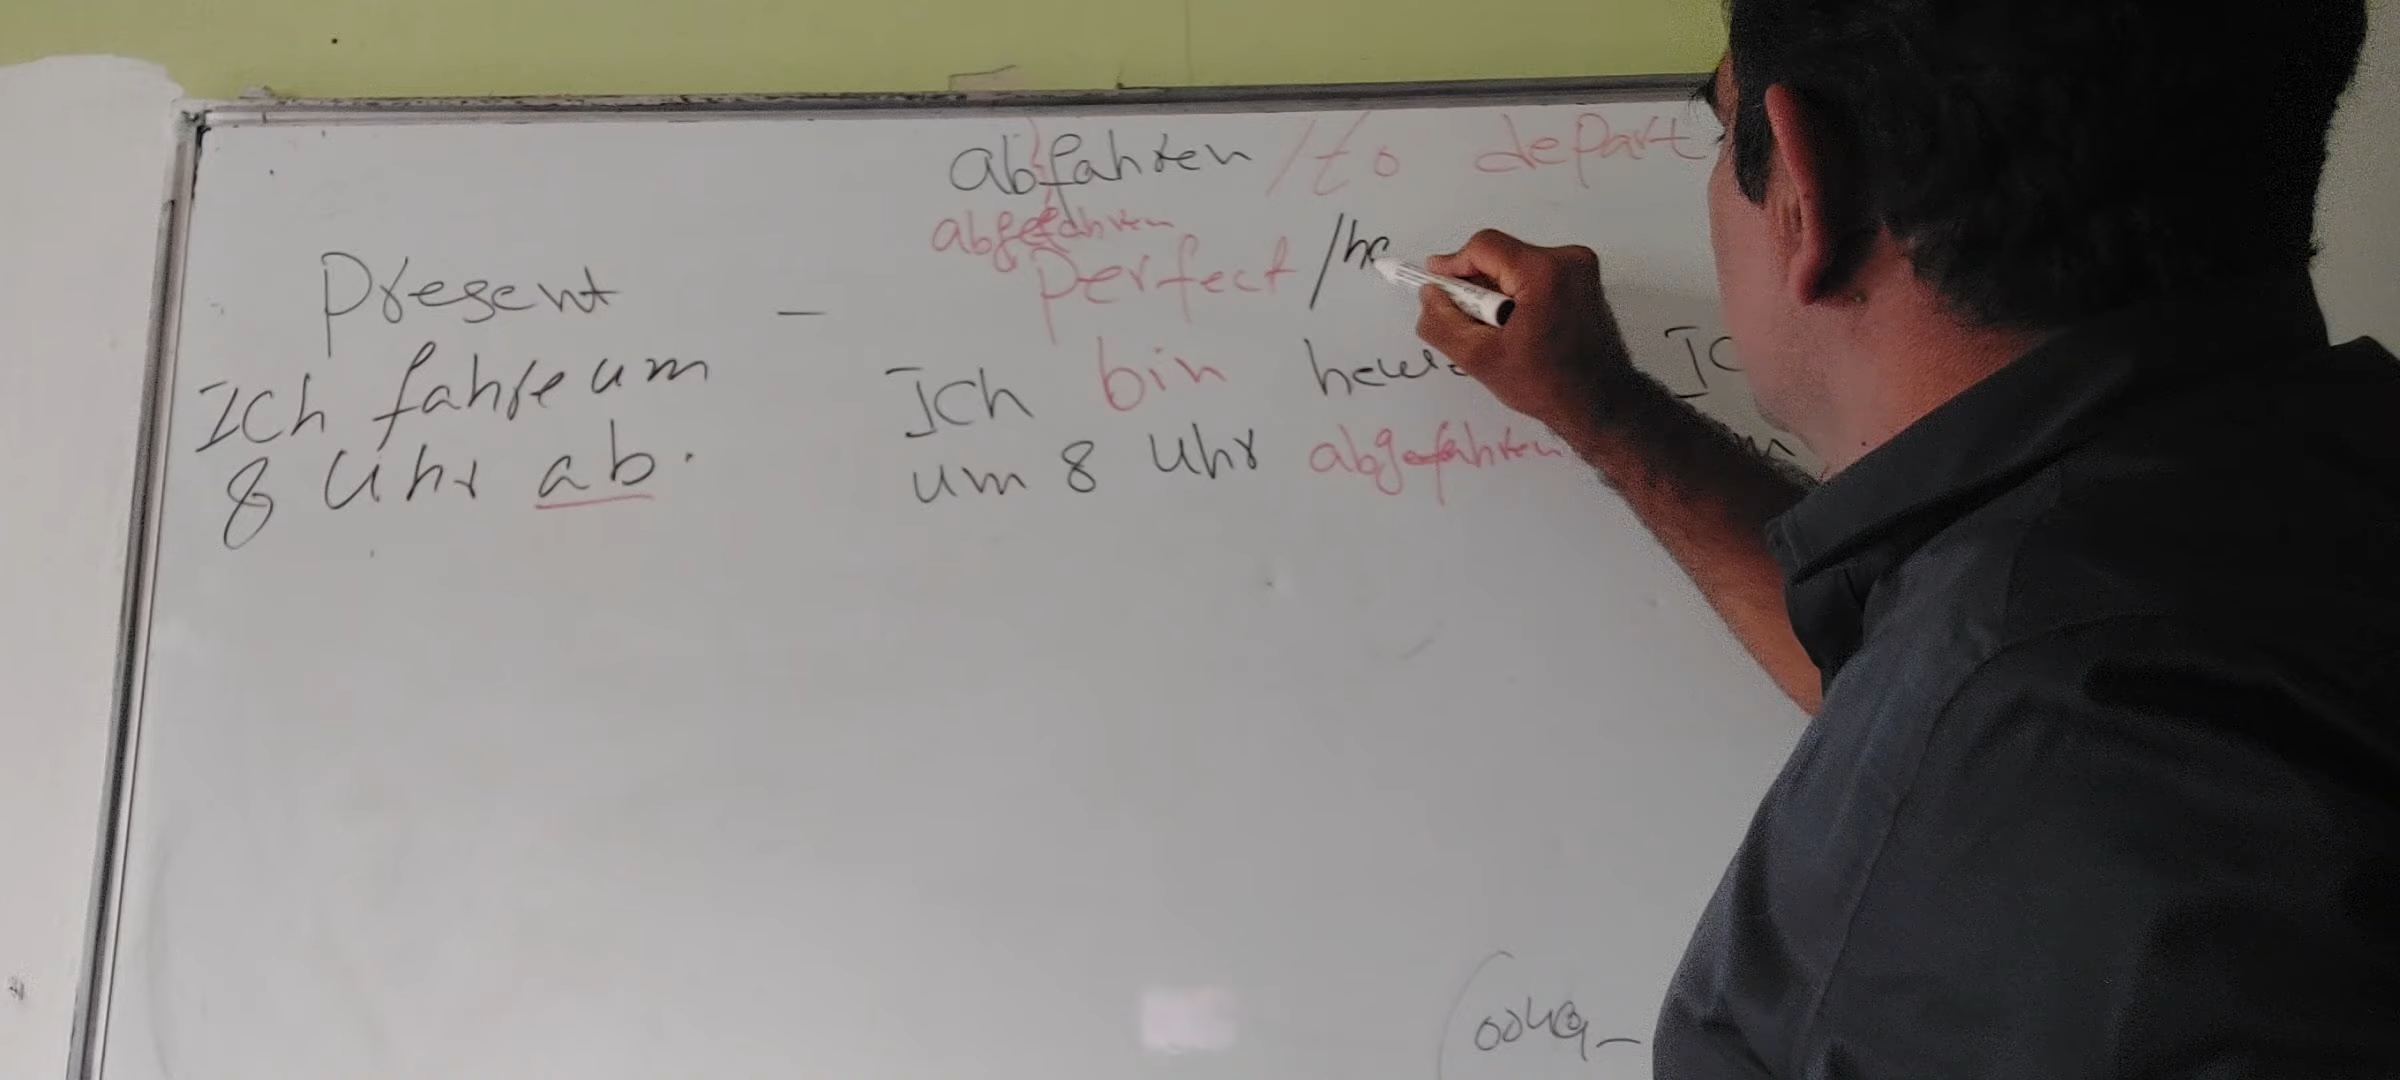 abfahren / to depart
abgefahren
Present - Perfect / ha
Ich fahre um
8 Uhr ab.
Ich bin heute
um 8 Uhr abgefahren